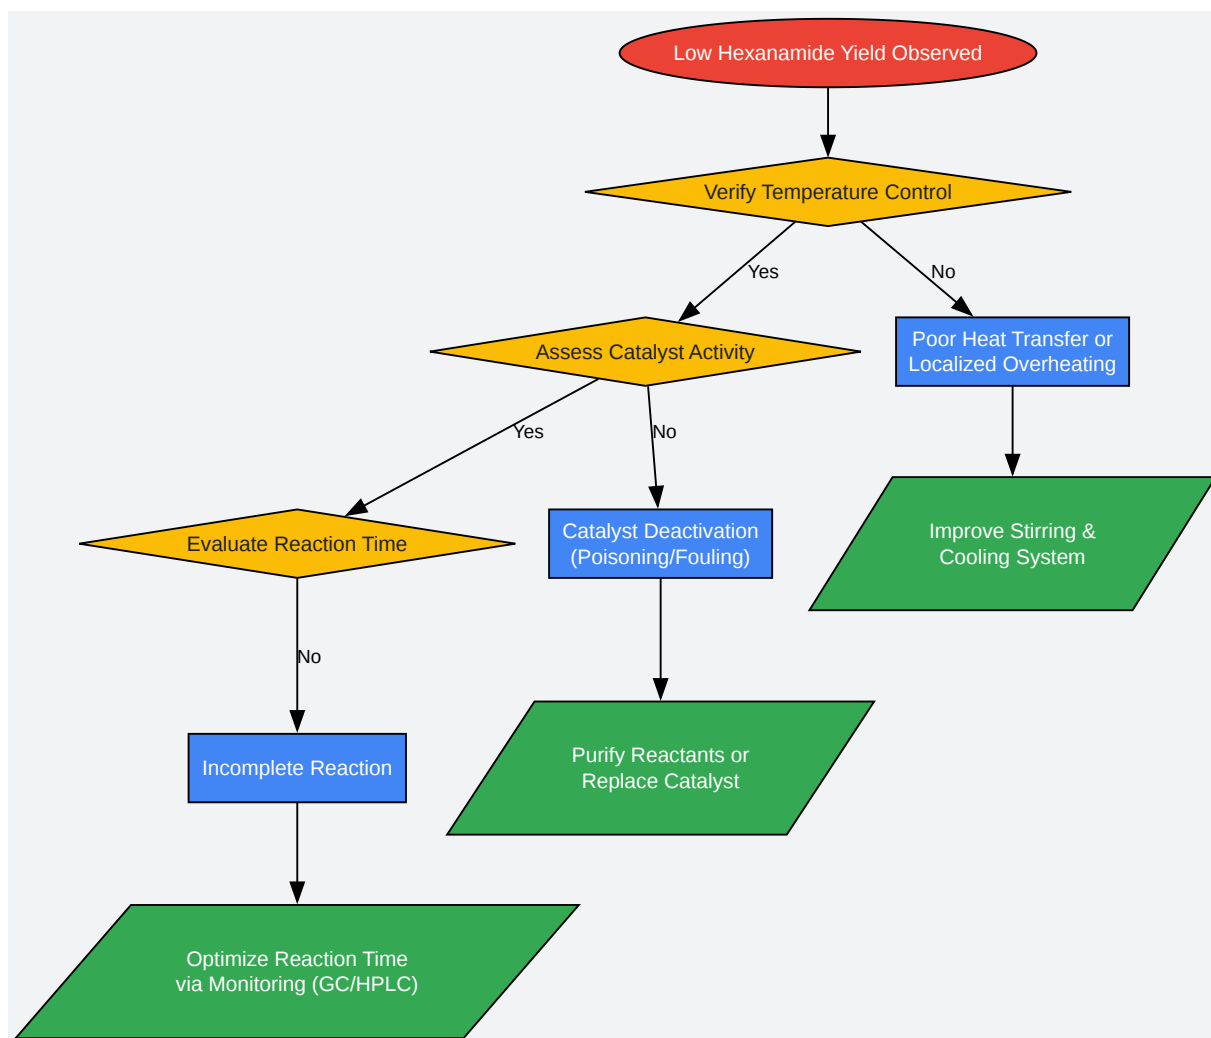 Low Hexanamide Yield Observed
Verify Temperature Control
Yes
No
Assess Catalyst Activity
Poor Heat Transfer or
Localized Overheating
Yes
No
Evaluate Reaction Time
Catalyst Deactivation
(Poisoning/Fouling)
Improve Stirring &
Cooling System
No
Incomplete Reaction
Purify Reactants or
Replace Catalyst
Optimize Reaction Time
via Monitoring (GC/HPLC)